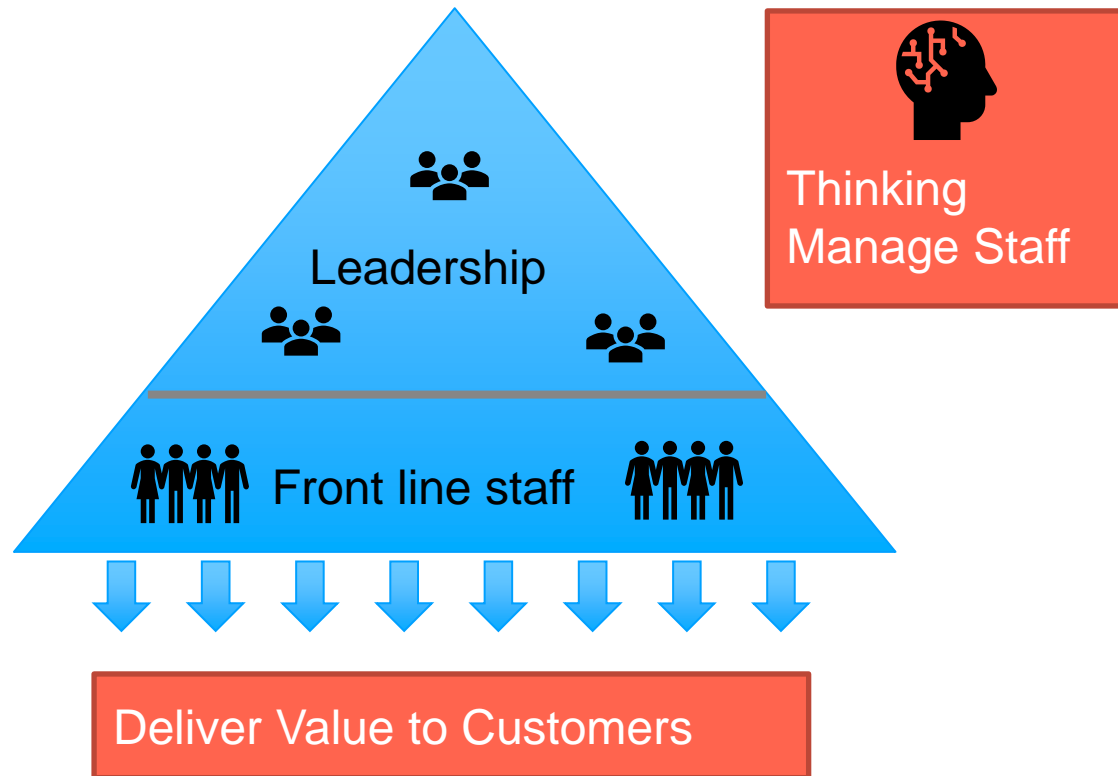 Thinking
Manage Staff
Leadership
Front line staff
Deliver Value to Customers